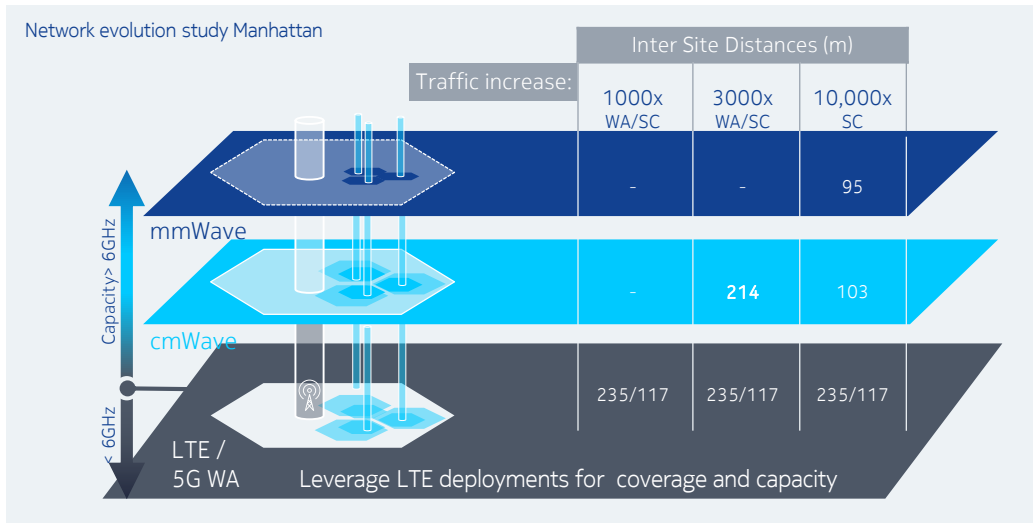 Network evolution study Manhattan
Inter Site Distances (m)
Traffic increase:
1000x
WA/SC
3000x
WA/SC
10,000x
SC
- - 95
mmWave
Capacity> 6GHz
- 214 103
cmWave
235/117 235/117 235/117
< 6GHz
LTE /
5G WA
Leverage LTE deployments for coverage and capacity